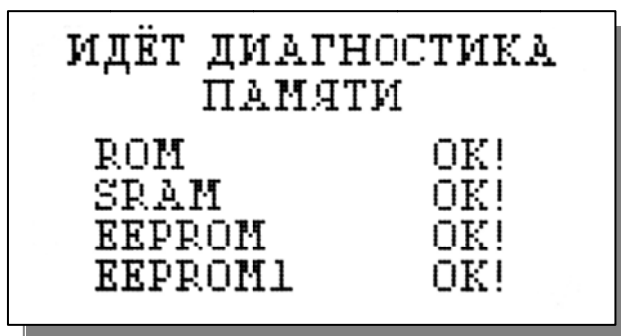 ИДЁТ ДИАГНОСТИКА
ПАМЯТИ
ROM OK!
SRAM OK!
EEPROM OK!
EEPROM1 OK!